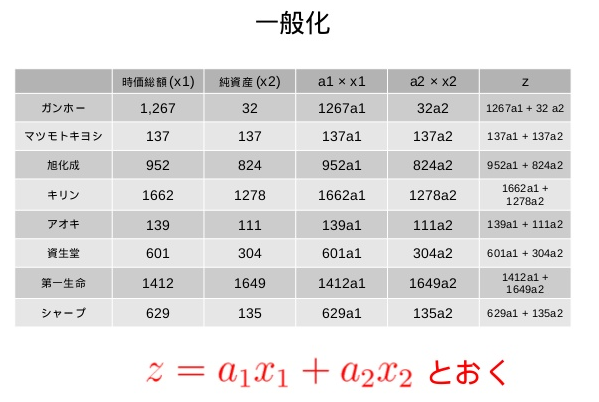 一般化
時価総額(x1) 純資産(x2) a1 × x1 a2 × x2 z
ガンホー 1,267 32 1267a1 32a2 1267a1 + 32 a2
マツモトキヨシ 137 137 137a1 137a2 137a1 + 137a2
旭化成 952 824 952a1 824a2 952a1 + 824a2
キリン 1662 1278 1662a1 1278a2 1662a1 +
1278a2
アオキ 139 111 139a1 111a2 139a1 + 111a2
資生堂 601 304 601a1 304a2 601a1 + 304a2
第一生命 1412 1649 1412a1 1649a2 1412a1 +
1649a2
シャープ 629 135 629a1 135a2 629a1 + 135a2
z = a₁x₁ + a₂x₂ とおく